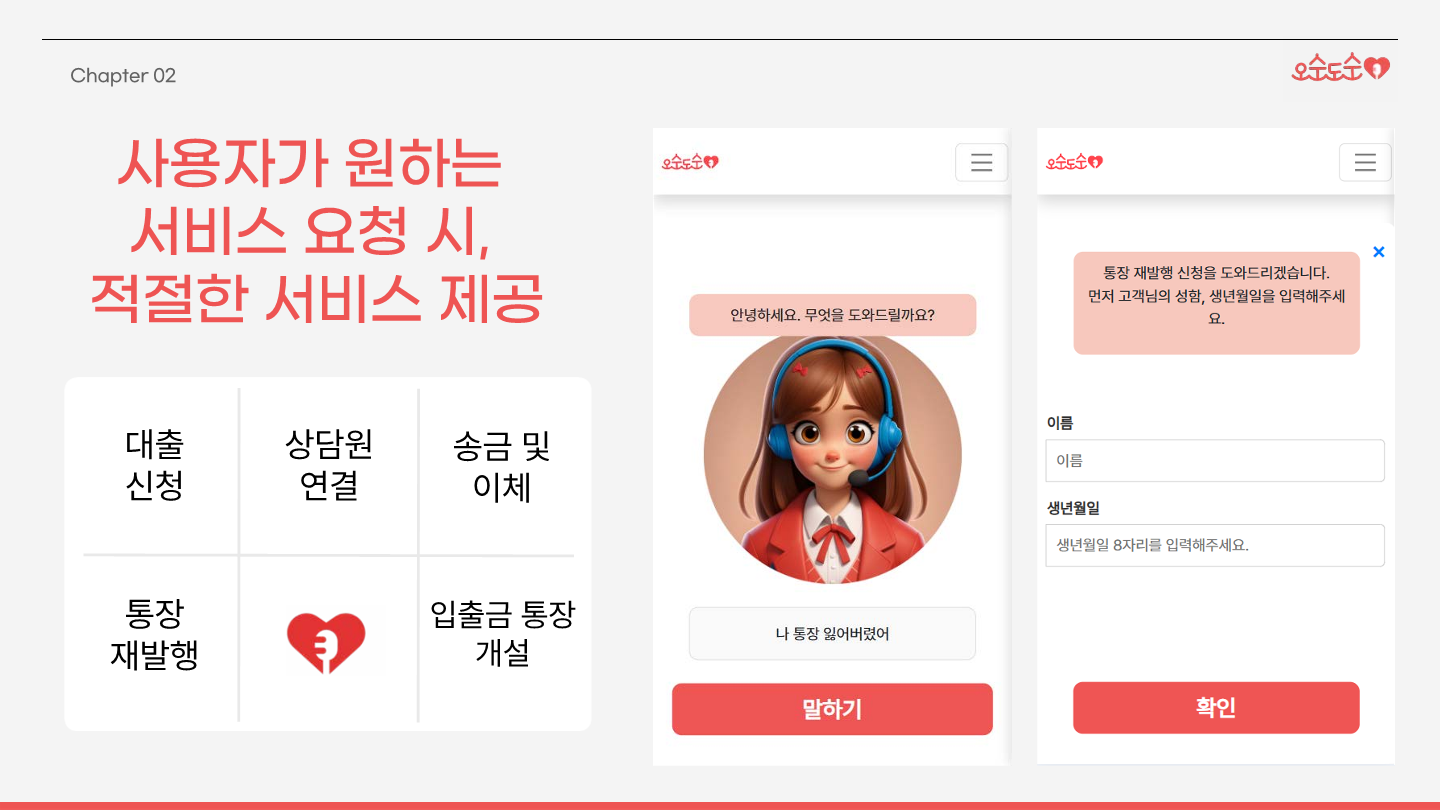 Chapter 02
오수도수
사용자가 원하는
서비스 요청 시,
적절한 서비스 제공
대출
신청
상담원
연결
송금 및
이체
통장
재발행
입출금 통장
개설
오수도수
안녕하세요. 무엇을 도와드릴까요?
나 통장 잃어버렸어
말하기
오수도수
×
통장 재발행 신청을 도와드리겠습니다.
먼저 고객님의 성함, 생년월일을 입력해주세
요.
이름
이름
생년월일
생년월일 8자리를 입력해주세요.
확인